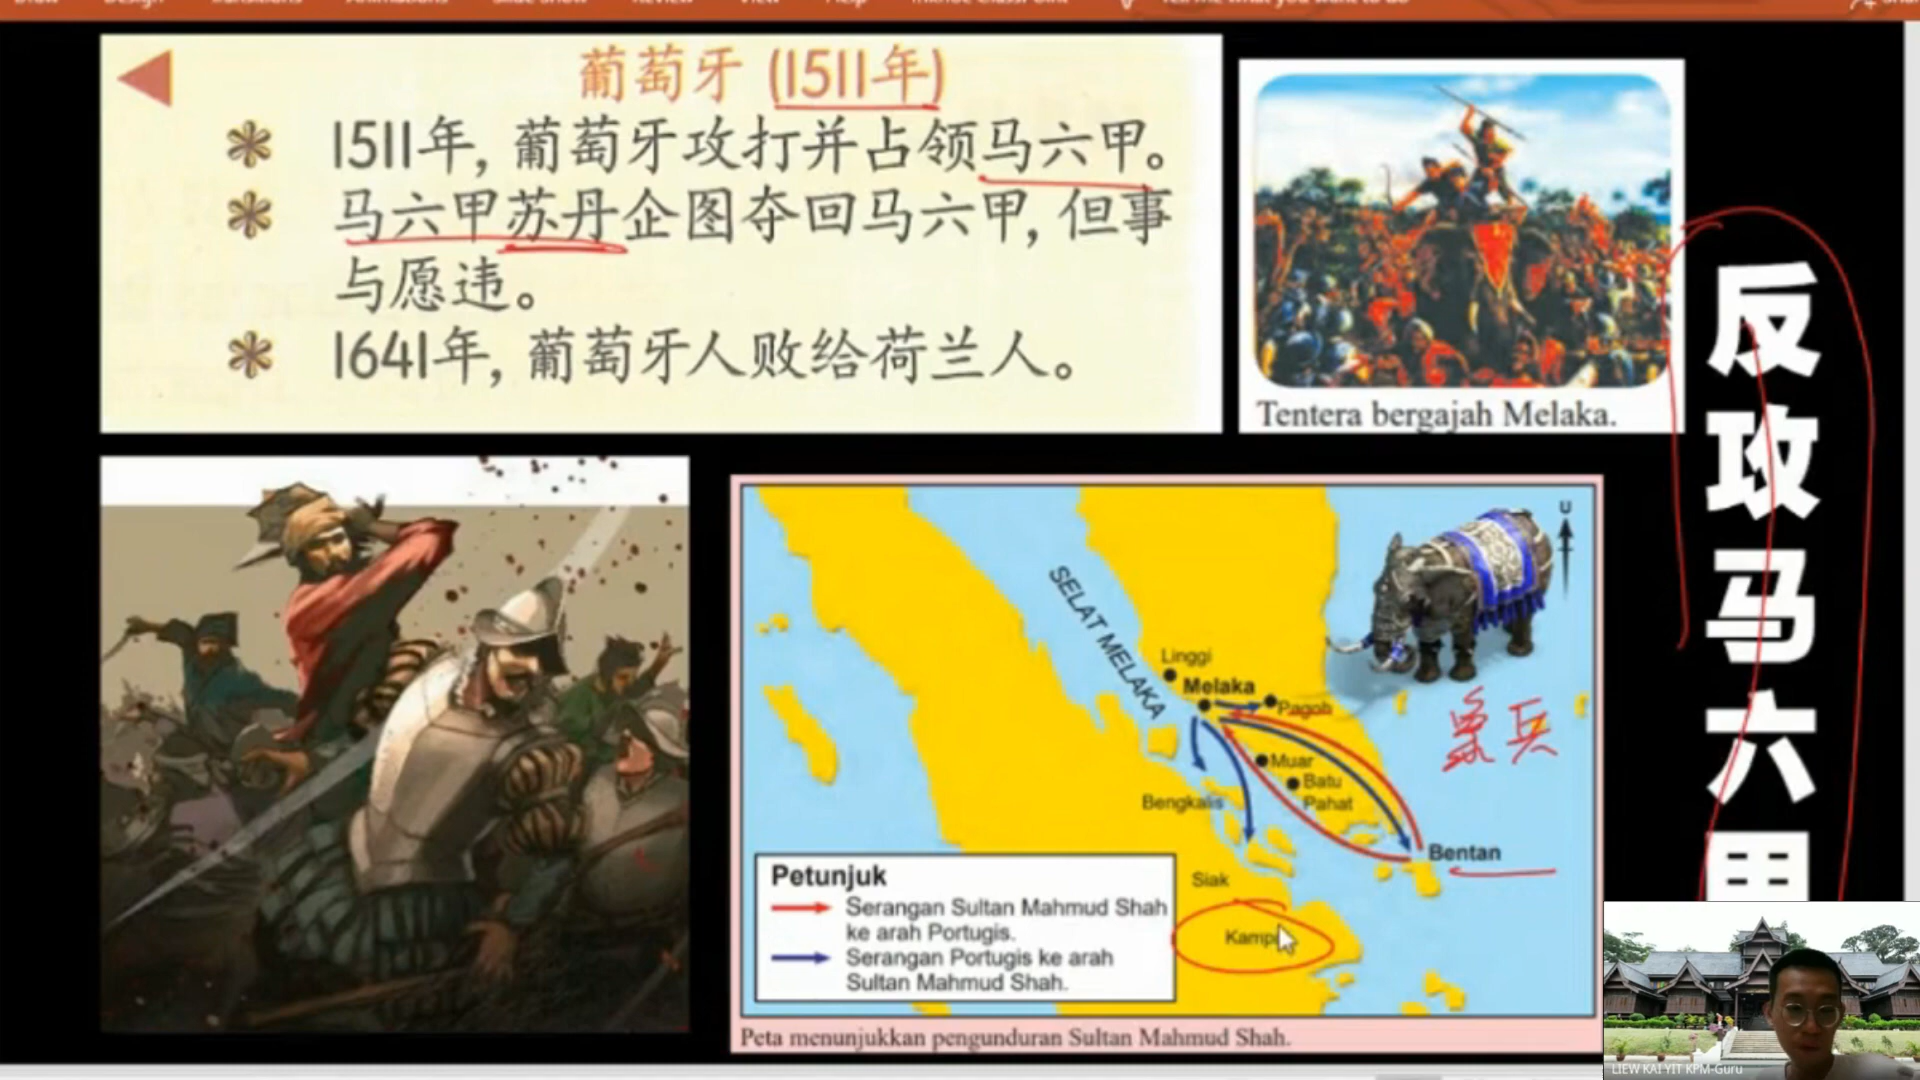 葡萄牙 (1511年)
1511年, 葡萄牙攻打并占领马六甲。
马六甲苏丹企图夺回马六甲, 但事
与愿违。
1641年, 葡萄牙人败给荷兰人。
Tentera bergajah Melaka.
反攻马六甲
U
SELAT MELAKA
Linggi
Melaka
Pagoh
Muar
Batu
Pahat
Bengkalis
Bentan
Siak
象兵
Petunjuk
Serangan Sultan Mahmud Shah
ke arah Portugis.
Serangan Portugis ke arah
Sultan Mahmud Shah.
Peta menunjukkan pengunduran Sultan Mahmud Shah.
LIEW KAI YIT KPM-Guru